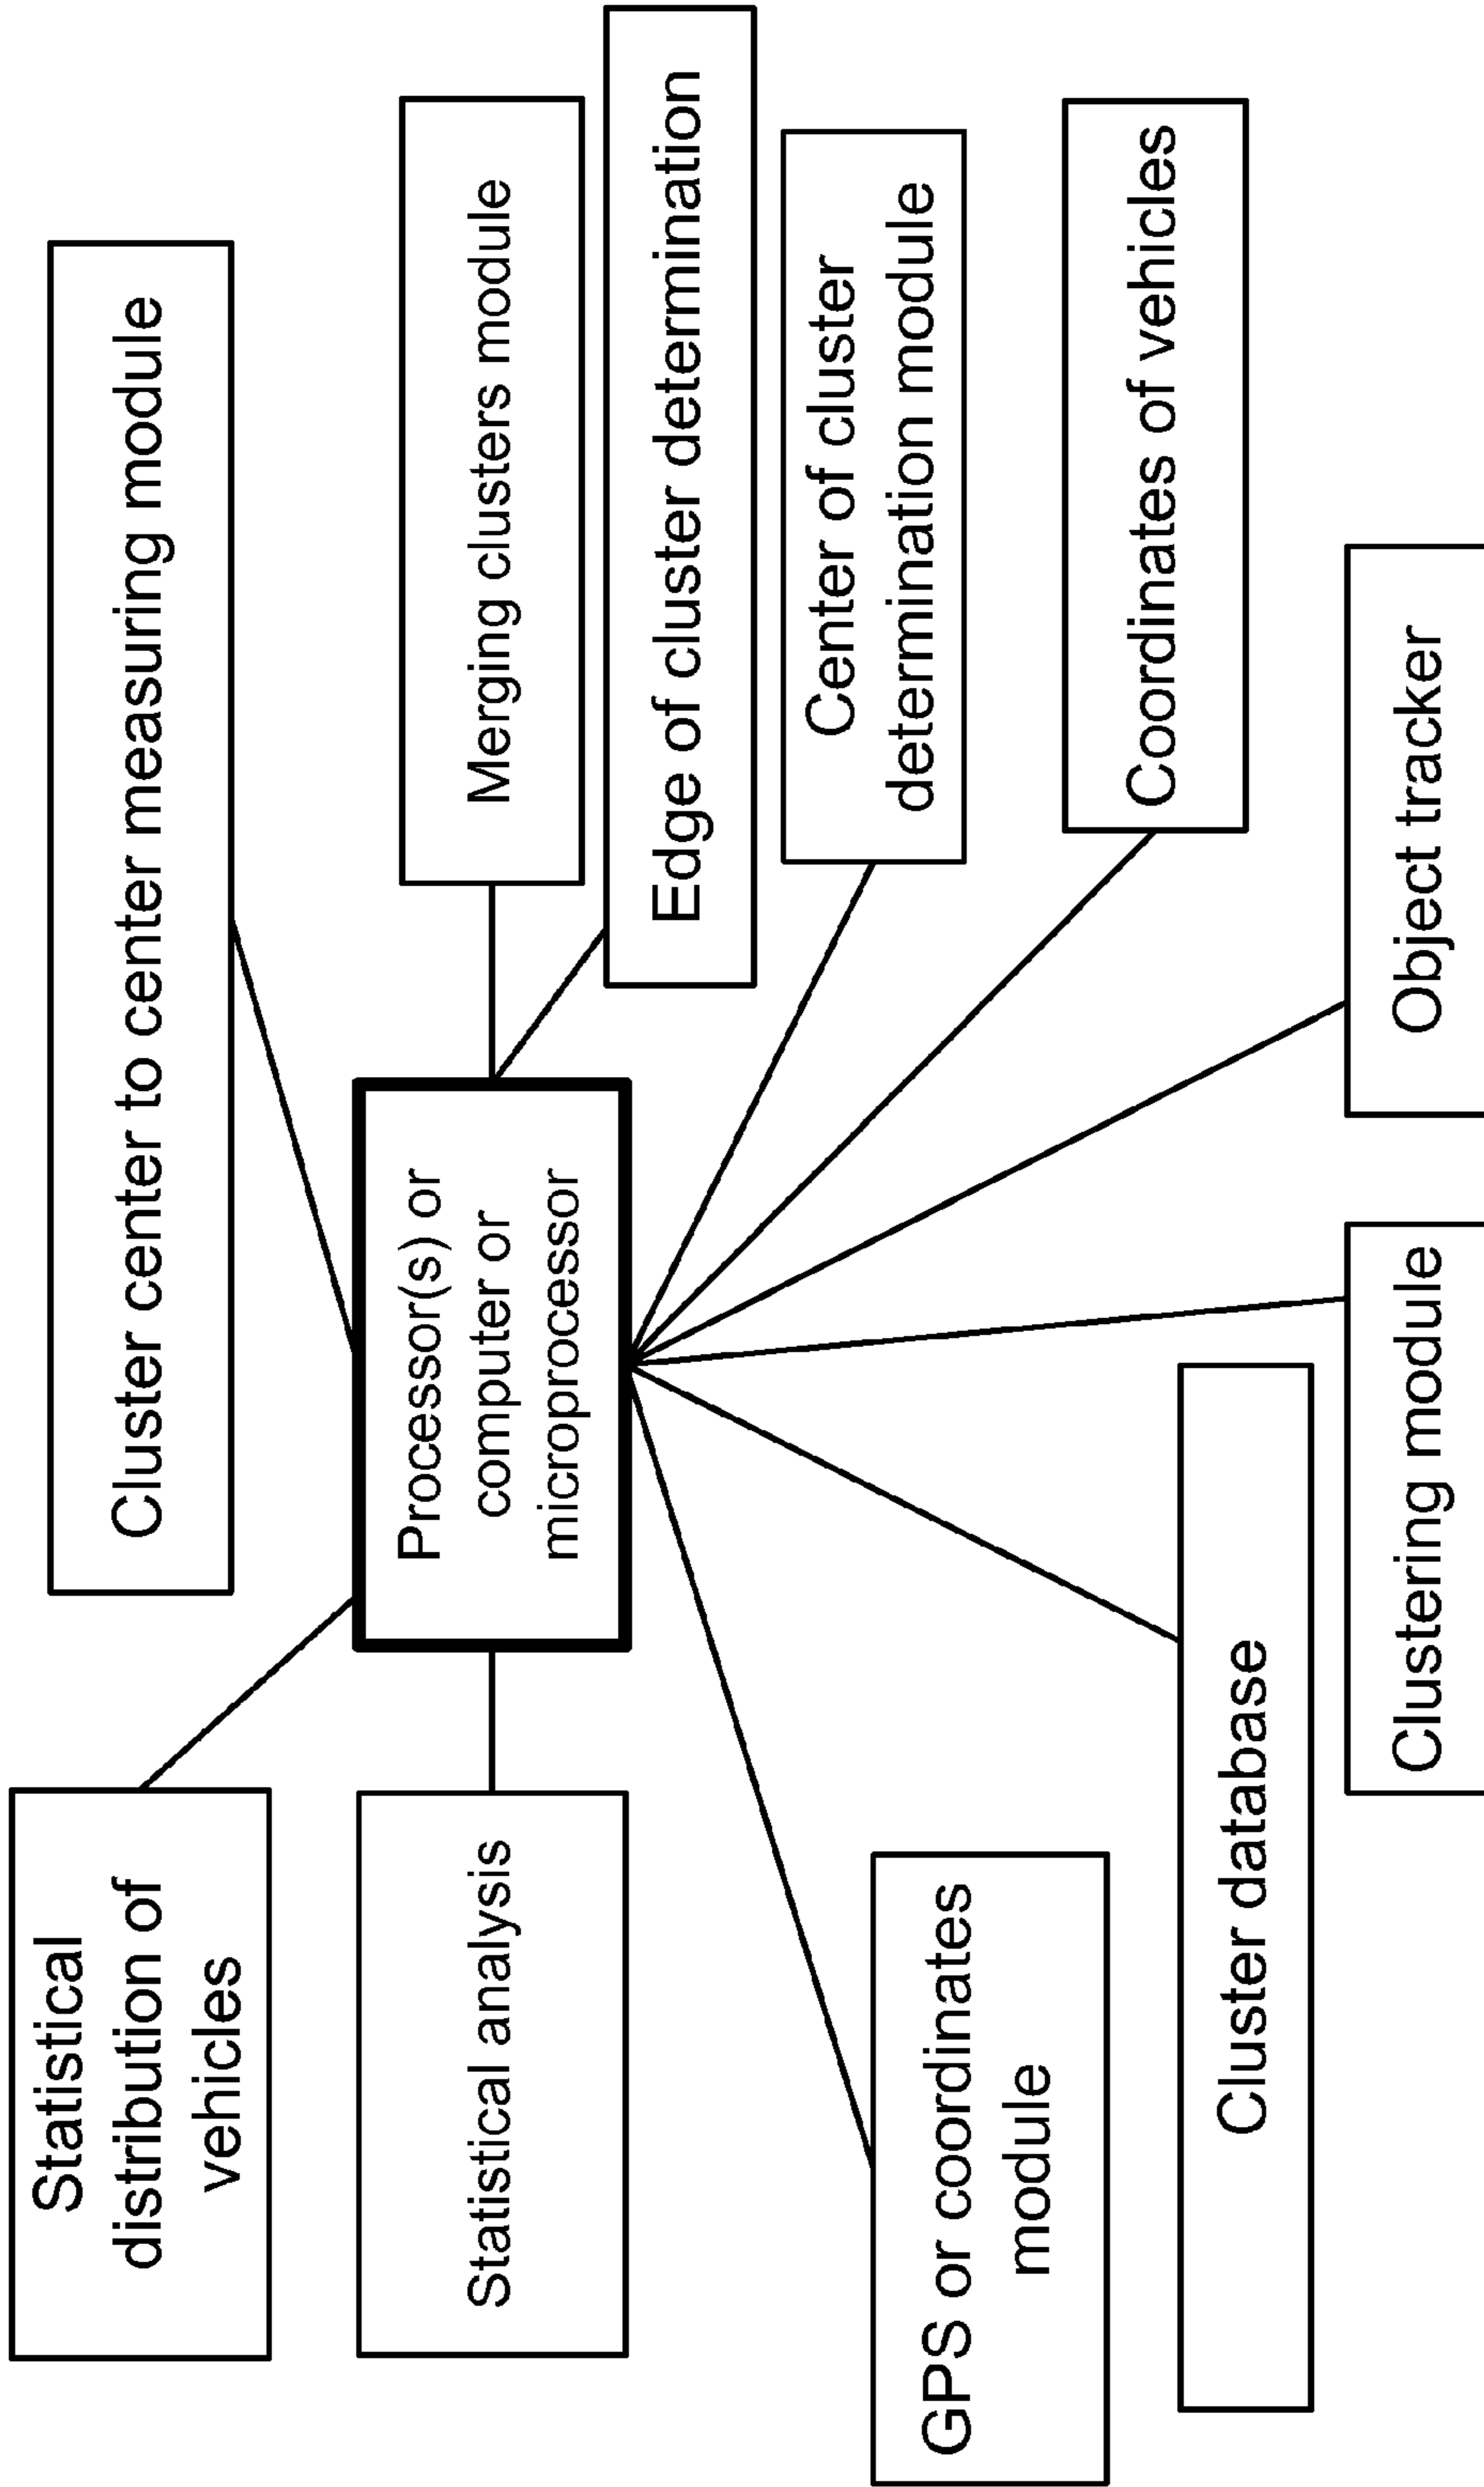 Statistical
distribution of
vehicles
Cluster center to center measuring module
Statistical analysis
Processor(s) or
computer or
microprocessor
Merging clusters module
Edge of cluster determination
Center of cluster
determination module
GPS or coordinates
module
Coordinates of vehicles
Cluster database
Clustering module
Object tracker